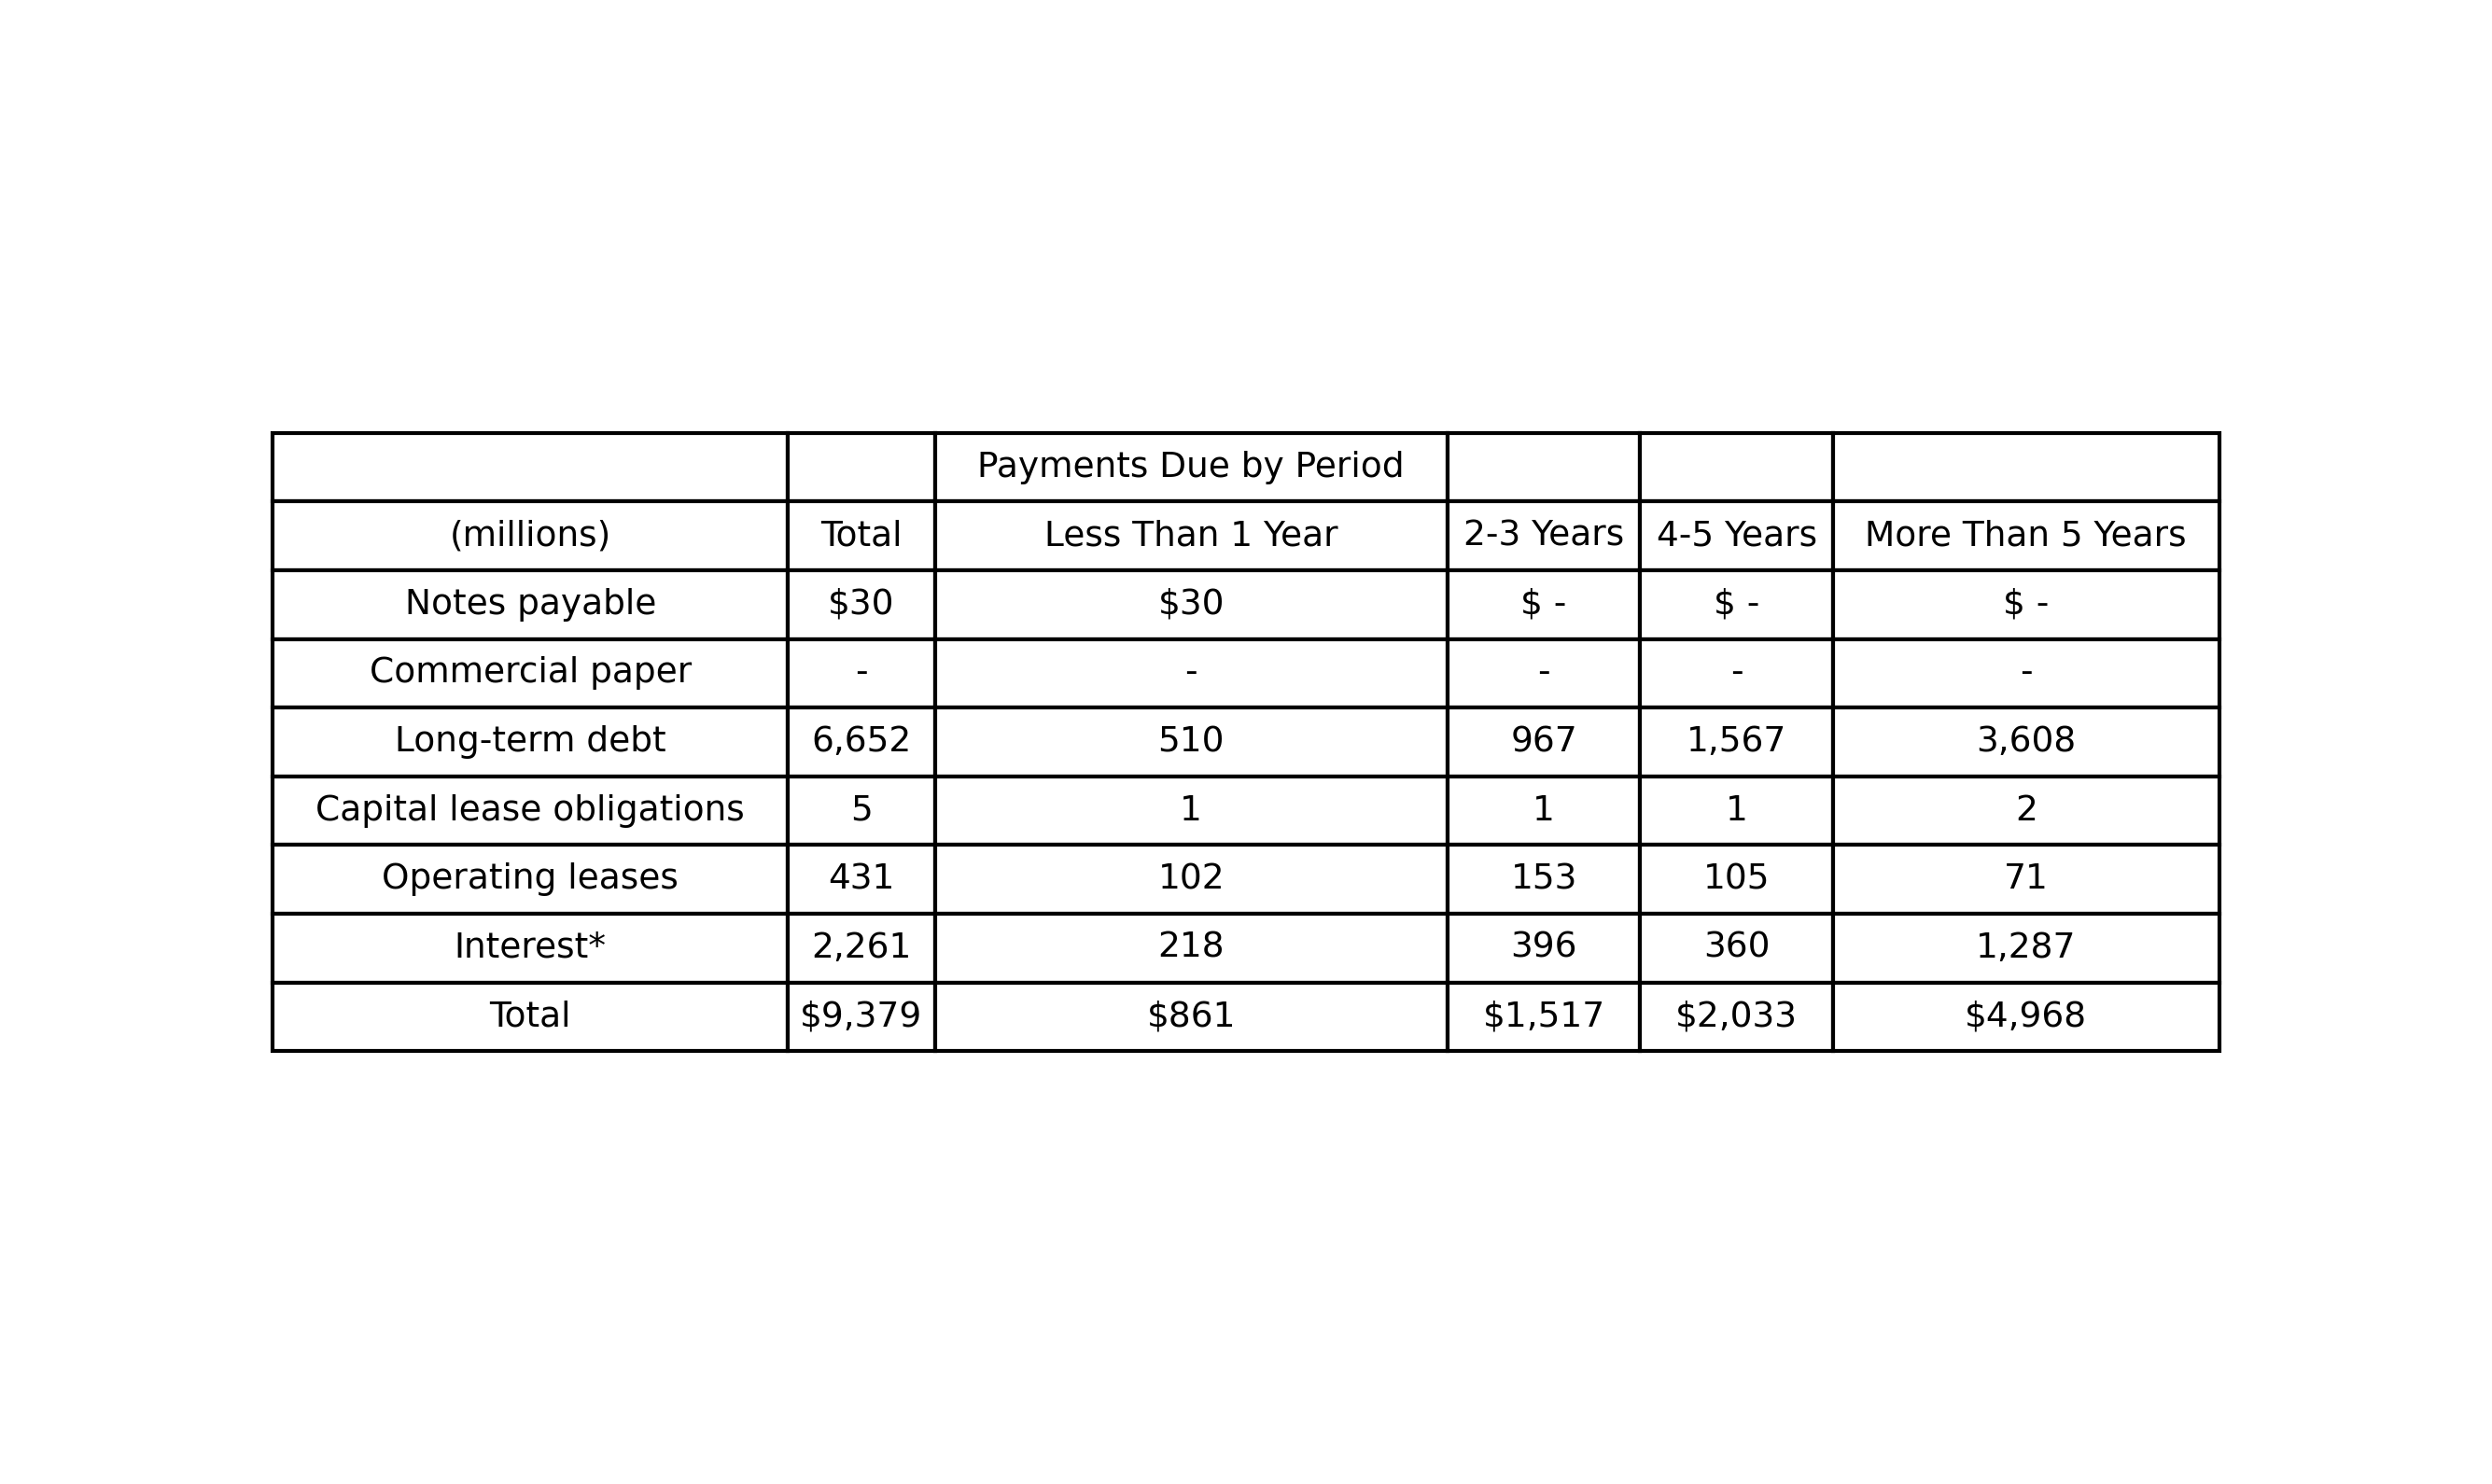 Payments Due by Period
(millions) Total Less Than 1 Year 2-3 Years 4-5 Years More Than 5 Years
Notes payable $30 $30 $ - $ - $ -
Commercial paper - - - - -
Long-term debt 6,652 510 967 1,567 3,608
Capital lease obligations 5 1 1 1 2
Operating leases 431 102 153 105 71
Interest* 2,261 218 396 360 1,287
Total $9,379 $861 $1,517 $2,033 $4,968